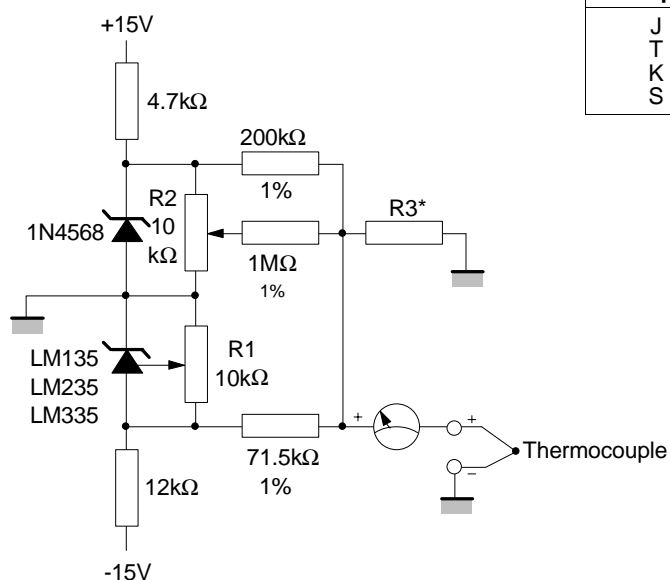 +15V
J
T
K
S
4.7kΩ
200kΩ
1%
R2
10
kΩ
1N4568
R3*
1MΩ
1%
LM135
LM235
LM335
R1
10kΩ
+
+
71.5kΩ
1%
Thermocouple
–
12kΩ
-15V